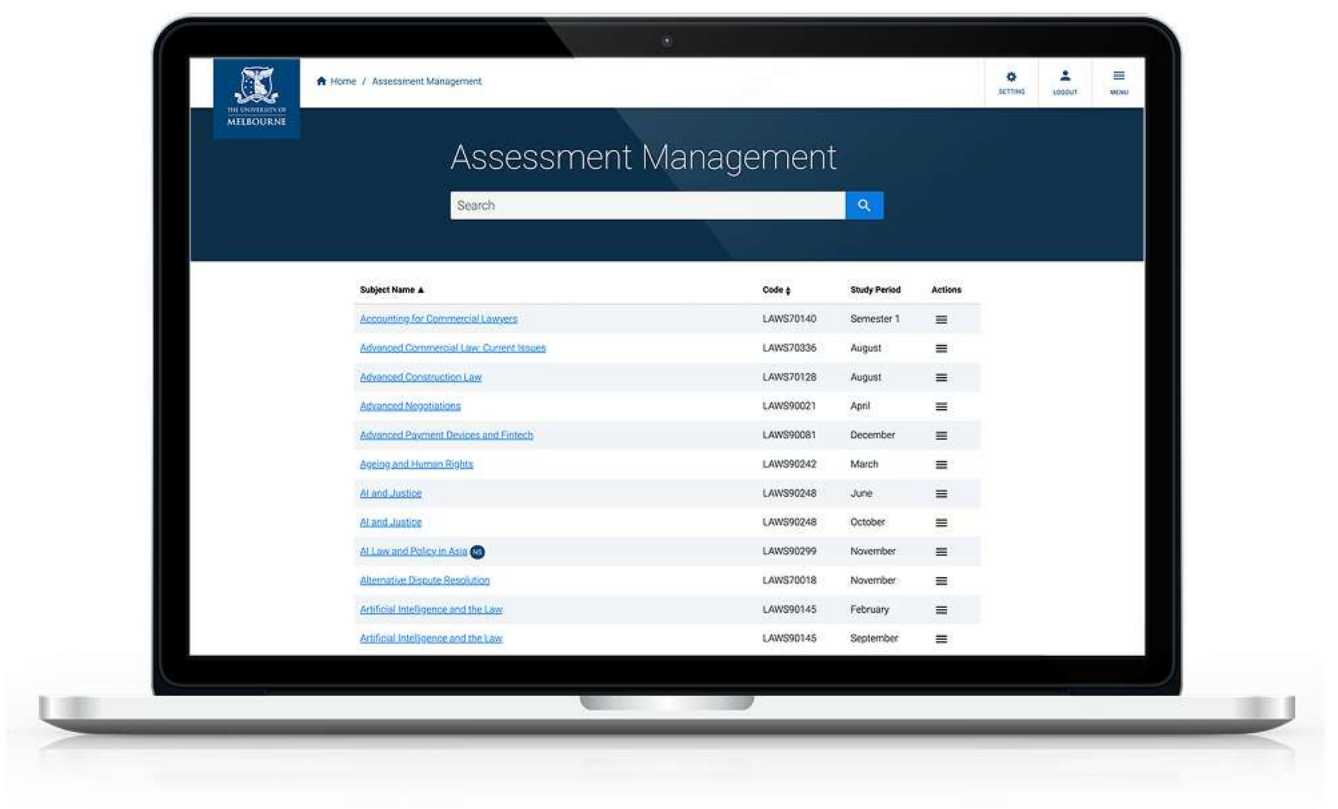 THE UNIVERSITY OF
MELBOURNE
Home / Assessment Management
SETTING
LOGOUT
MENU
Assessment Management
Search
Subject Name Code Study Period Actions
Accounting for Commercial Lawyers LAWS70140 Semester 1
Advanced Commercial Law: Current Issues LAWS70336 August
Advanced Construction Law LAWS70128 August
Advanced Negotiations LAWS90021 April
Advanced Payment Devices and Fintech LAWS90081 December
Ageing and Human Rights LAWS90242 March
AI and Justice LAWS90248 June
AI and Justice LAWS90248 October
AI Law and Policy in Asia NS LAWS90299 November
Alternative Dispute Resolution LAWS70018 November
Artificial Intelligence and the Law LAWS90145 February
Artificial Intelligence and the Law LAWS90145 September